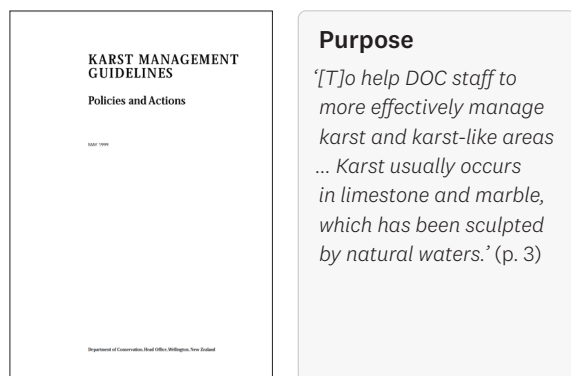 KARST MANAGEMENT
GUIDELINES
Policies and Actions
MAY 1999
Department of Conservation, Head Office, Wellington, New Zealand
Purpose
‘[T]o help DOC staff to
more effectively manage
karst and karst-like areas
... Karst usually occurs
in limestone and marble,
which has been sculpted
by natural waters.’ (p. 3)